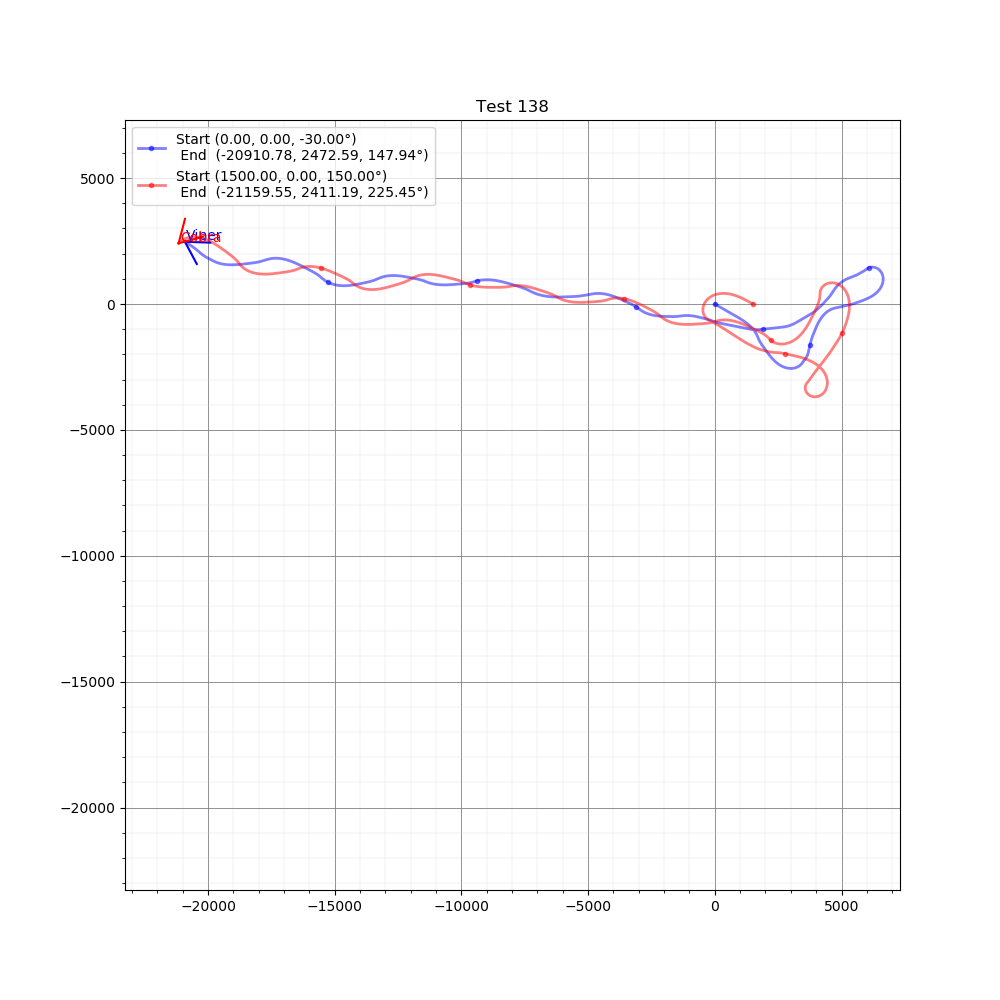 Test 138
Start (0.00, 0.00, -30.00°)
End (-20910.78, 2472.59, 147.94°)
Start (1500.00, 0.00, 150.00°)
End (-21159.55, 2411.19, 225.45°)
Viper
5000
0
−5000
−10000
−15000
−20000
−20000
−15000
−10000
−5000
0
5000